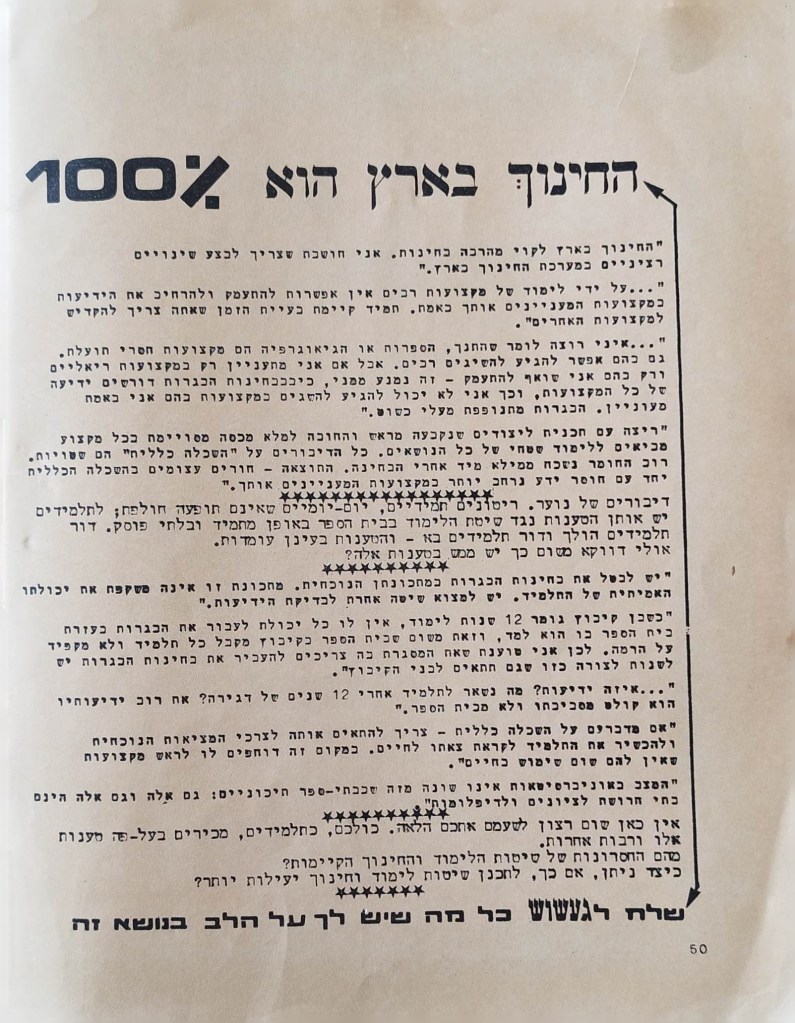 החינוך בארץ הוא 100%
"החינוך בארץ לקוי מהרבה בחינות. אני חושבת שצריך לבצע שינויים
רציניים במערכת החינוך בארץ."
"...על ידי לימוד של מקצועות רבים אין אפשרות להתעמק ולהרחיב את הידיעות
במקצועות המעניינים אותך באמת. תמיד קיימת בעיית הזמן שאתה צריך להקדיש
למקצועות האחרים".
"...איני רוצה לומר שהתנך, הספרות או הגיאוגרפיה הם מקצועות חסרי תועלת.
גם בהם אפשר להגיע להשיגים רבים. אבל אם אני מתעניין רק במקצועות ריאליים
ורק בהם אני שואף להתעמק - זה נמנע ממני, כיבבבחינות הבגרות דורשים ידיעה
של כל המקצועות, וכך אני לא יכול להגיע להשגים במקצועות בהם אני באמת
מעוניין. הבגרות מתנופפת מעלי כשוט."
"ריצה עם תכנית לימודים שנקבעה מראש והחובה למלא מכסה מסויימת בכל מקצוע
מביאים ללימוד שטחי של כל הנושאים. כל הדיבורים על "השכלה כללית" הם שטויות.
רוב החומר נשכח ממילא מיד אחרי הבחינה. התוצאה - חורים עצומים בהשכלה הכללית
יחד עם חוסר ידע נרחב יותר במקצועות המעניינים אותך."
★★★★★★★★★★★★★★★★★★
דיבורים של נוער. ריטונים תמידיים, יום-יומיים שאינם תופעה חולפת; לתלמידים
יש אותן הטענות נגד שיטת הלימוד בבית הספר באופן מתמיד ובלתי פוסק. דור
תלמידים הולך ודור תלמידים בא - והטענות בעינן עומדות.
אולי דווקא משום כך יש ממש בטענות אלה?
★★★★★★★★★★★
"יש לבטל את בחינות הבגרות במתכונתן הנוכחית. מתכונת זו אינה משקפת את יכולתו
האמיתית של התלמיד. יש למצוא שיטה אחרת לבדיקת הידיעות."
"כשבן קיבוץ גומר 12 שנות לימוד, אין לו כל יכולת לעבור את הבגרות בעזרת
בית הספר בו הוא למד, וזאת משום שבית הספר בקיבוץ מקבל כל תלמיד ולא מקפיד
על הרמה. לכן אני טוענת שאת המסגרת בה צריכים להעביר את בחינות הבגרות יש
לשנות לצורה כזו שגם תתאים לבני הקיבוץ".
"...איזה ידיעות? מה נשאר לתלמיד אחרי 12 שנים של דגירה? את רוב ידיעותיו
הוא קולט מסביבתו ולא מבית הספר."
"אם מדברים על השכלה כללית - צריך להתאים אותה לצרכי המציאות הנוכחית
ולהכשיר את התלמיד לקראת צאתו לחיים. במקום זה דוחפים לו לראש מקצועות
שאין להם שום שימוש בחיים".
"המצב באוניברסיטאות אינו שונה מזה שבבתי-ספר תיכוניים: גם אלה וגם אלה הינם
בתי חרושת לציונים ולדיפלומות".
★★★★★★★★★★★
אין כאן שום רצון לשעמם אתכם הלאה. כולכם, כתלמידים, מכירים בעל-פה טענות
אלו ורבות אחרות.
מהם החסרונות של שיטות הלימוד והחינוך הקיימות?
כיצד ניתן, אם כך, לתכנן שיטות לימוד וחינוך יעילות יותר?
★★★★★★★★
שלח לגעשוש כל מה שיש לך על הלב בנושא זה
50